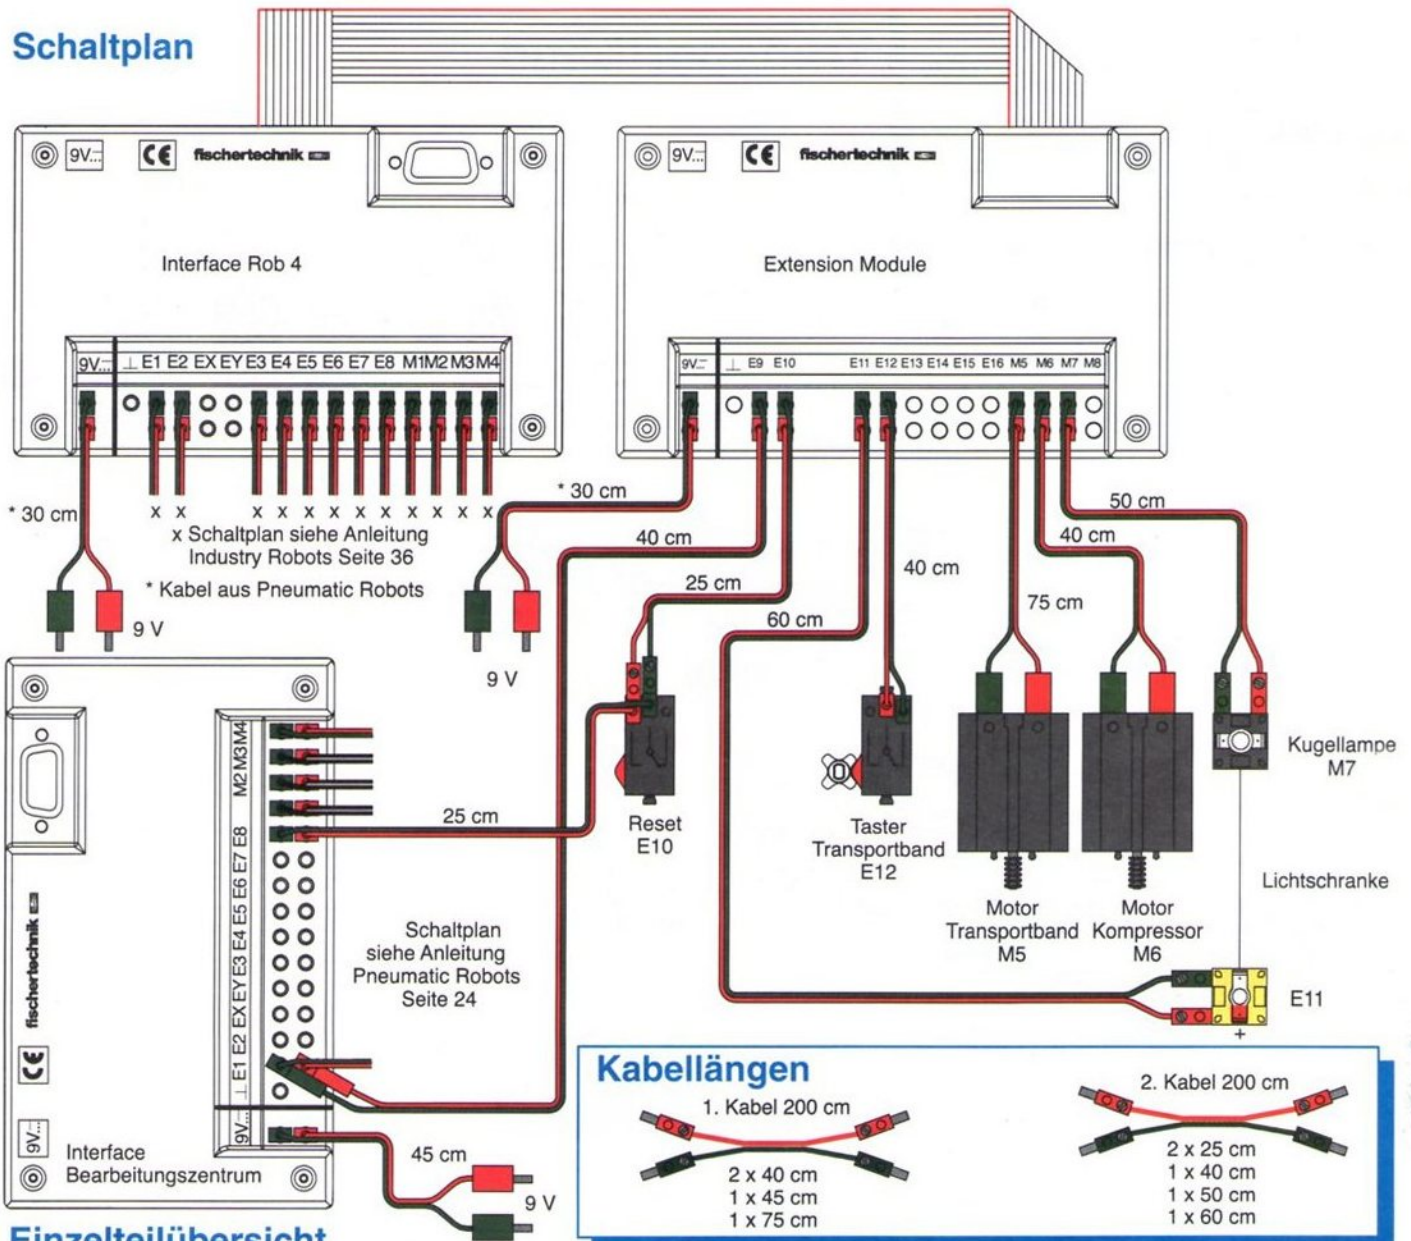 Schaltplan
9V...
CE
fischertechnik
Interface Rob 4
9V... ⊥ E1 E2 EX EY E3 E4 E5 E6 E7 E8 M1 M2 M3 M4
9V...
CE
fischertechnik
Extension Module
9V... ⊥ E9 E10 E11 E12 E13 E14 E15 E16 M5 M6 M7 M8
* 30 cm
x x x x x x x x x x x x
x Schaltplan siehe Anleitung
Industry Robots Seite 36
* Kabel aus Pneumatic Robots
9 V
* 30 cm
9 V
40 cm
25 cm
60 cm
40 cm
75 cm
40 cm
50 cm
Reset
E10
25 cm
Taster
Transportband
E12
Motor
Transportband
M5
Motor
Kompressor
M6
Kugellampe
M7
Lichtschranke
E11
+
Schaltplan
siehe Anleitung
Pneumatic Robots
Seite 24
9V... ⊥ E1 E2 EX EY E3 E4 E5 E6 E7 E8 M2 M3 M4
9V...
CE
fischertechnik
Interface
Bearbeitungszentrum
45 cm
9 V
Kabellängen
1. Kabel 200 cm
2 x 40 cm
1 x 45 cm
1 x 75 cm
2. Kabel 200 cm
2 x 25 cm
1 x 40 cm
1 x 50 cm
1 x 60 cm
Einzelteilübersicht